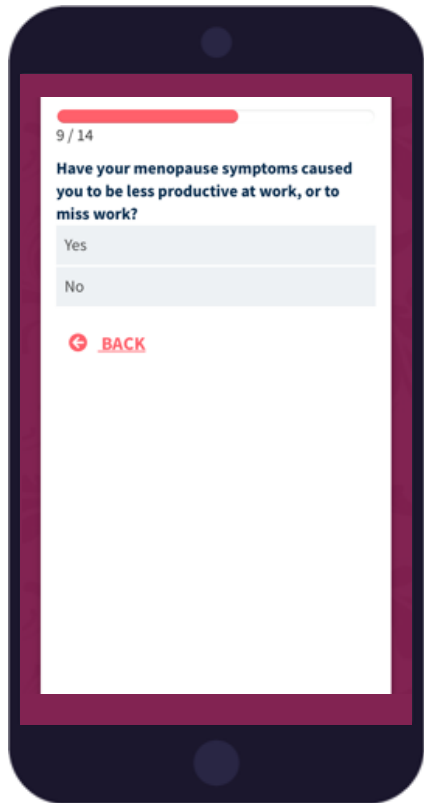 9 / 14
Have your menopause symptoms caused
you to be less productive at work, or to
miss work?
Yes
No
BACK